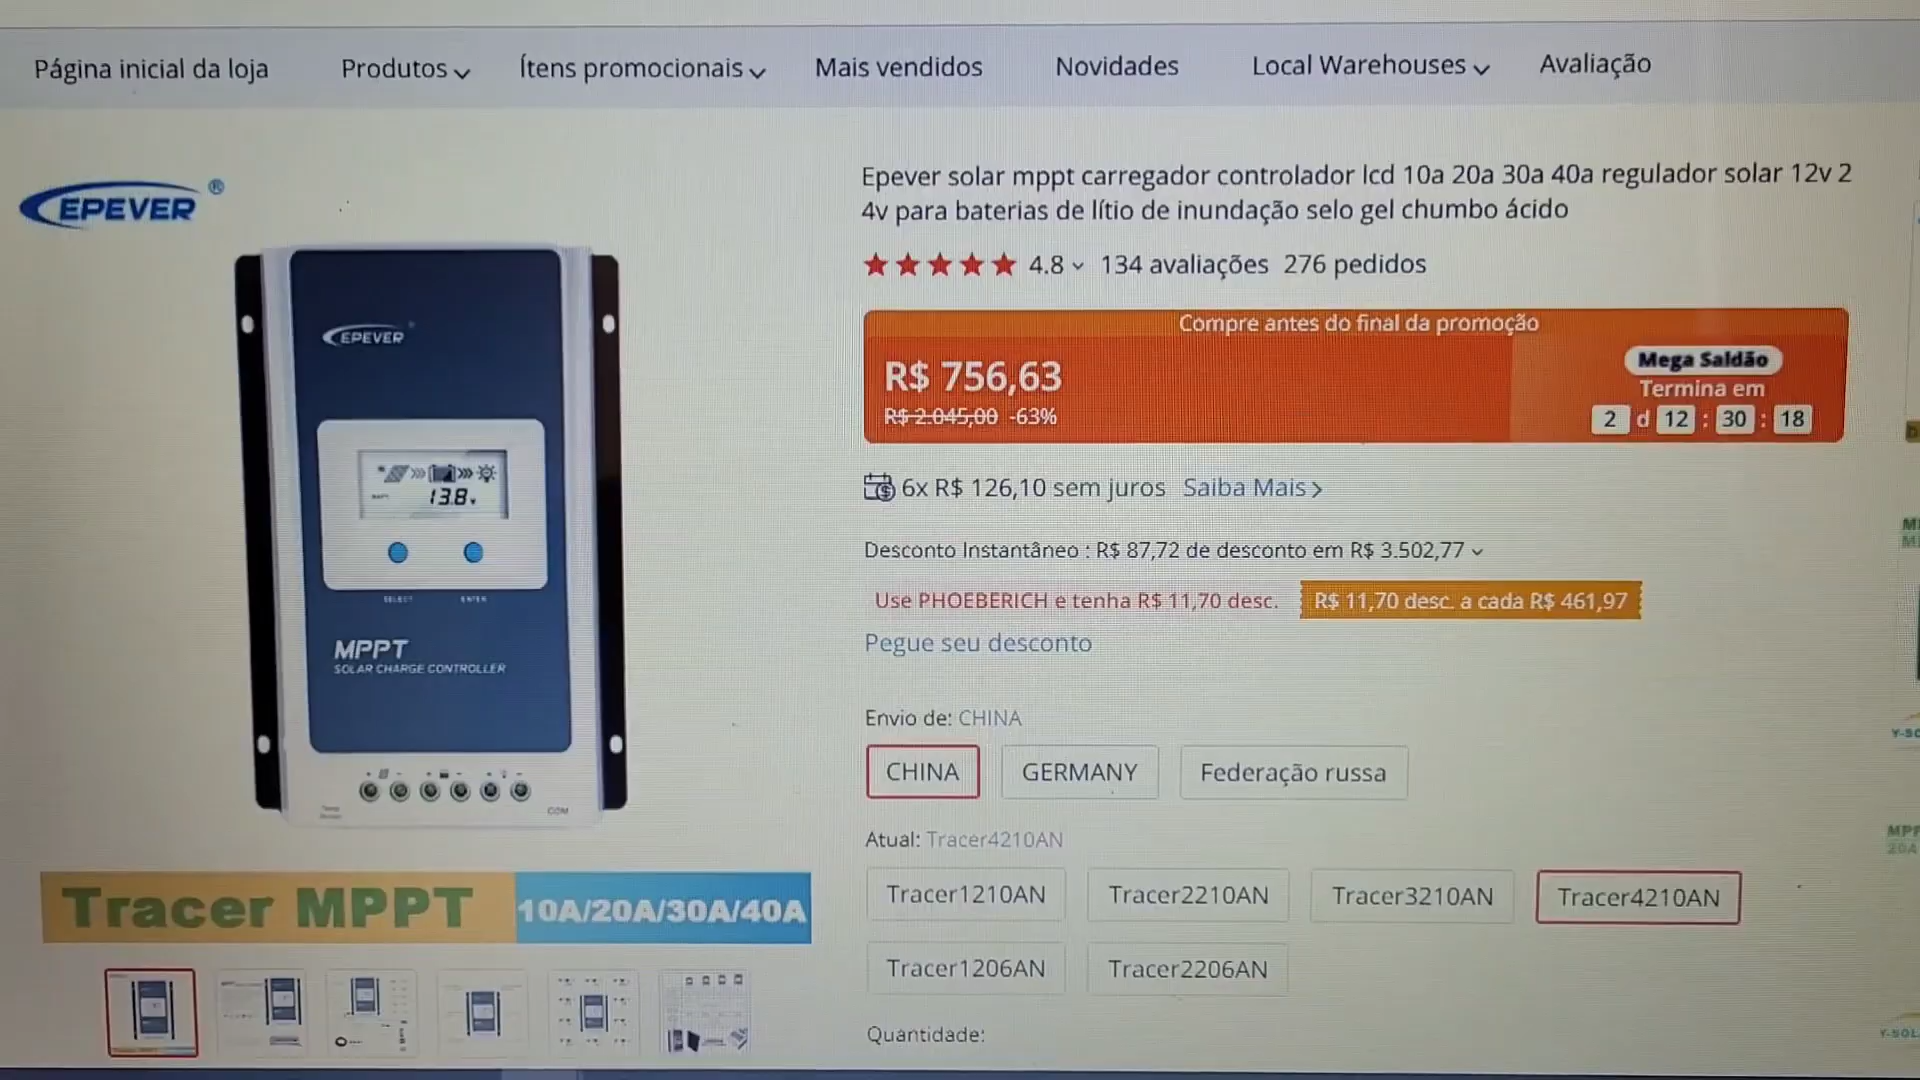 Página inicial da loja
Produtos
Ítens promocionais
Mais vendidos
Novidades
Local Warehouses
Avaliação
EPEVER ®
EPEVER
13.8v
SELECT
ENTER
MPPT
SOLAR CHARGE CONTROLLER
COM
Tracer MPPT
10A/20A/30A/40A
Epever solar mppt carregador controlador lcd 10a 20a 30a 40a regulador solar 12v 2
4v para baterias de lítio de inundação selo gel chumbo ácido
4.8
134 avaliações
276 pedidos
Compre antes do final da promoção
R$ 756,63
R$ 2.045,00 -63%
Mega Saldão
Termina em
2 d 12 : 30 : 18
6x R$ 126,10 sem juros
Saiba Mais
Desconto Instantâneo : R$ 87,72 de desconto em R$ 3.502,77
Use PHOEBERICH e tenha R$ 11,70 desc.
R$ 11,70 desc. a cada R$ 461,97
Pegue seu desconto
Envio de: CHINA
CHINA
GERMANY
Federação russa
Atual: Tracer4210AN
Tracer1210AN
Tracer2210AN
Tracer3210AN
Tracer4210AN
Tracer1206AN
Tracer2206AN
Quantidade: